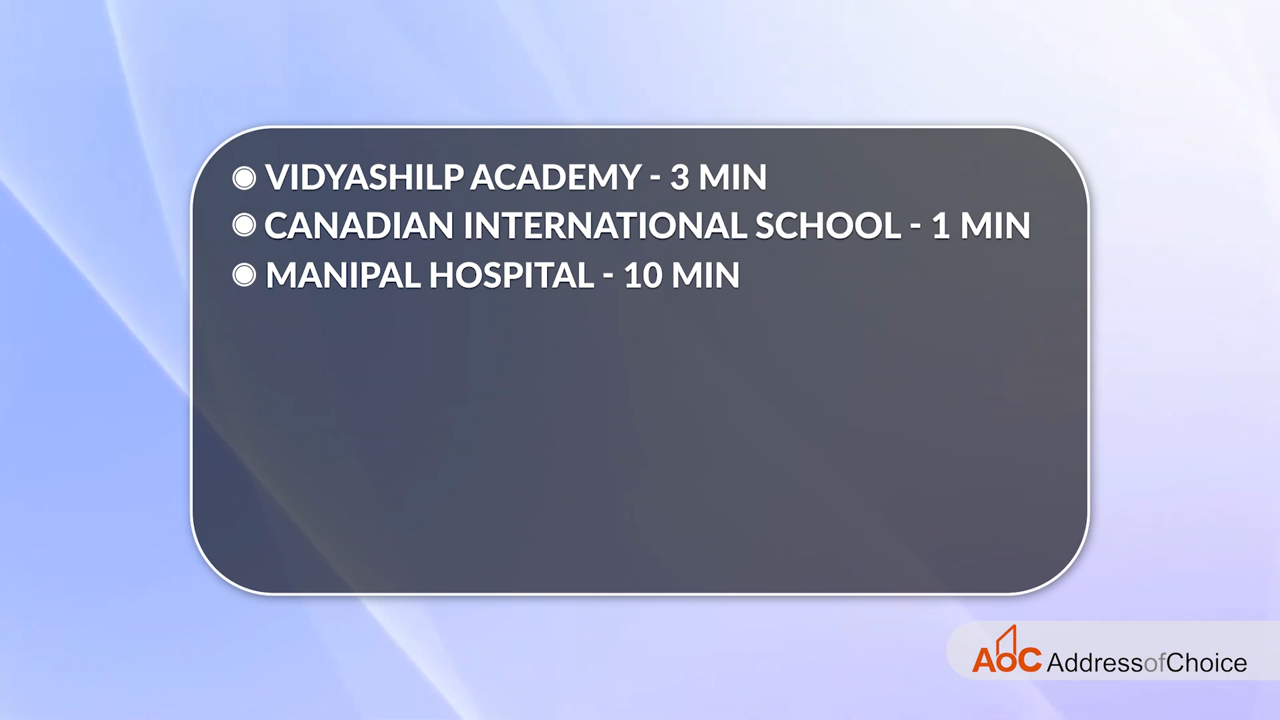 ◉ VIDYASHILP ACADEMY - 3 MIN
◉ CANADIAN INTERNATIONAL SCHOOL - 1 MIN
◉ MANIPAL HOSPITAL - 10 MIN
AoC AddressofChoice